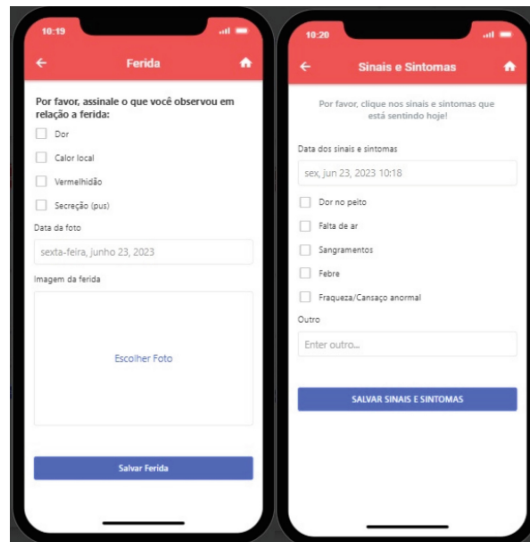 10:19
Ferida
Por favor, assinale o que você observou em
relação a ferida:
Dor
Calor local
Vermelhidão
Secreção (pus)
Data da foto
sexta-feira, junho 23, 2023
Imagem da ferida
Escolher Foto
Salvar Ferida
10:20
Sinais e Sintomas
Por favor, clique nos sinais e sintomas que
está sentindo hoje!
Data dos sinais e sintomas
sex, jun 23, 2023 10:18
Dor no peito
Falta de ar
Sangramentos
Febre
Fraqueza/Cansaço anormal
Outro
Enter outro...
SALVAR SINAIS E SINTOMAS